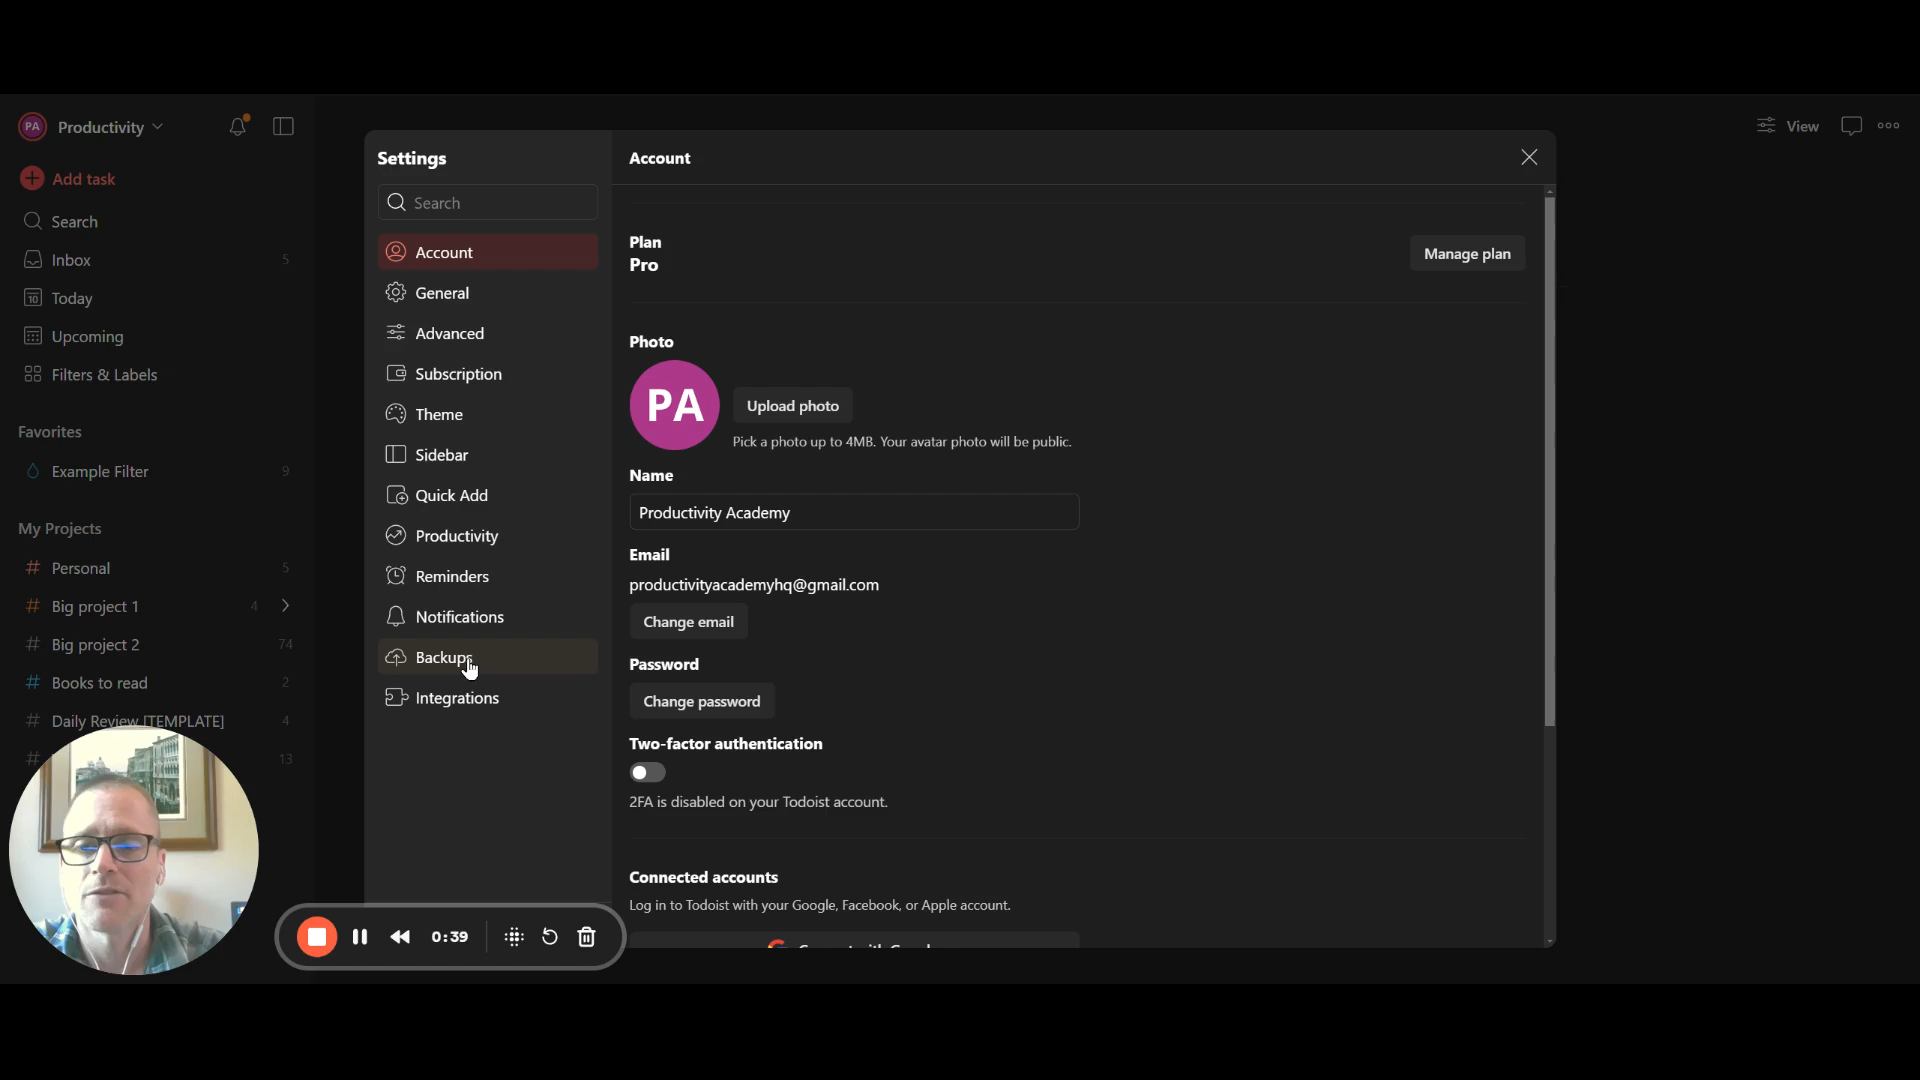 PA
Productivity
View
Add task
Search
Inbox 5
10 Today
Upcoming
Filters & Labels
Favorites
Example Filter 9
My Projects
Personal 5
Big project 1 4
Big project 2 74
Books to read 2
Daily Review [TEMPLATE] 4
13
Settings
Search
Account
General
Advanced
Subscription
Theme
Sidebar
Quick Add
Productivity
Reminders
Notifications
Backups
Integrations
Account
Plan
Pro
Manage plan
Photo
PA
Upload photo
Pick a photo up to 4MB. Your avatar photo will be public.
Name
Productivity Academy
Email
productivityacademyhq@gmail.com
Change email
Password
Change password
Two-factor authentication
2FA is disabled on your Todoist account.
Connected accounts
Log in to Todoist with your Google, Facebook, or Apple account.
0:39